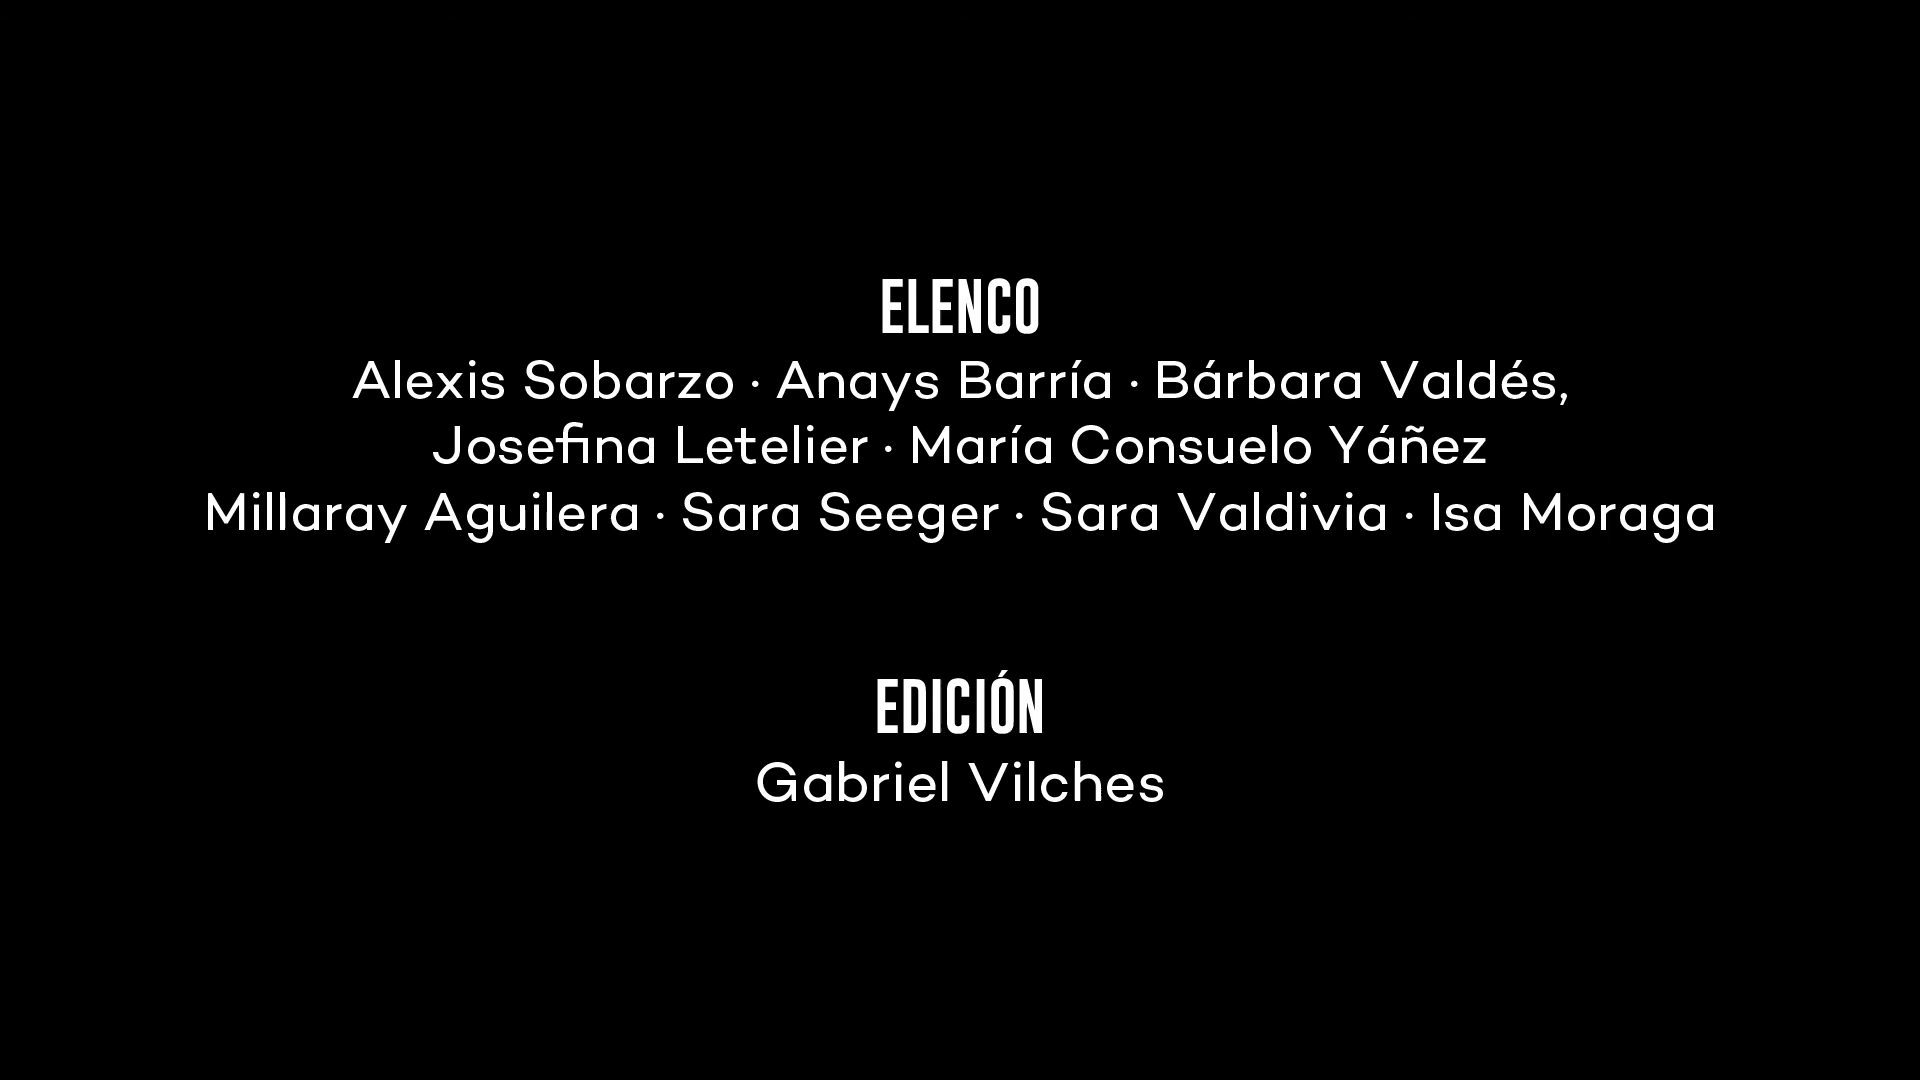 ELENCO
Alexis Sobarzo · Anays Barría · Bárbara Valdés,
Josefina Letelier · María Consuelo Yáñez
Millaray Aguilera · Sara Seeger · Sara Valdivia · Isa Moraga
EDICIÓN
Gabriel Vilches